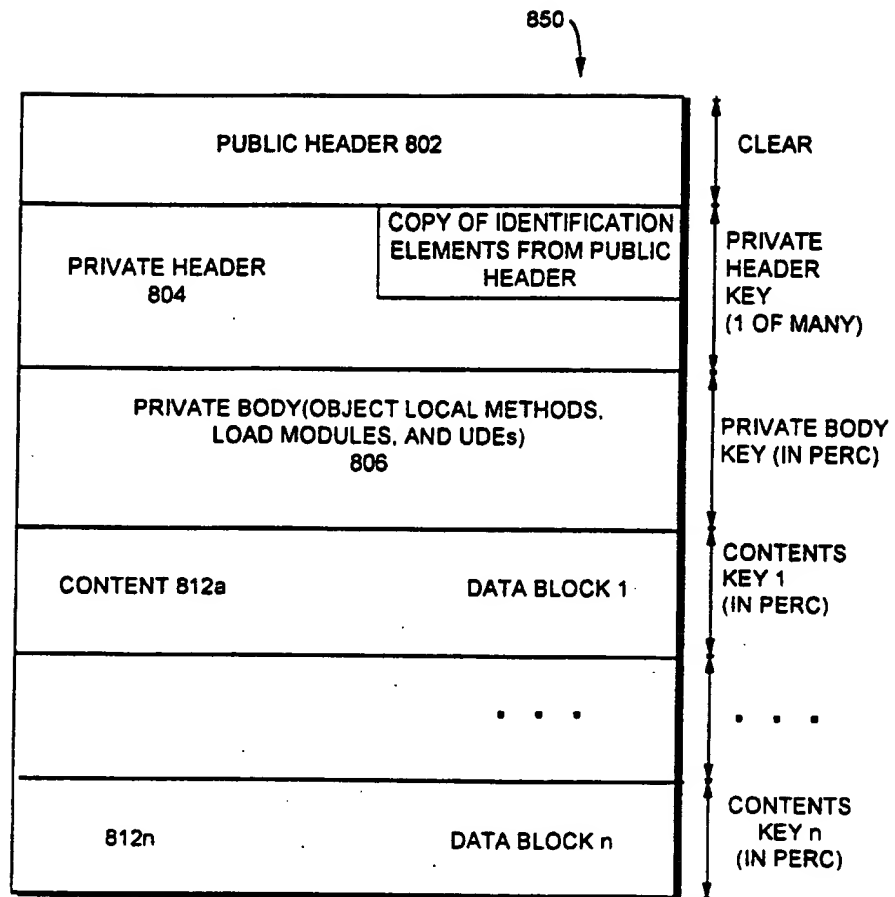 850
PUBLIC HEADER 802
CLEAR
COPY OF IDENTIFICATION
ELEMENTS FROM PUBLIC
HEADER
PRIVATE HEADER
804
PRIVATE
HEADER
KEY
(1 OF MANY)
PRIVATE BODY(OBJECT LOCAL METHODS,
LOAD MODULES, AND UDEs)
806
PRIVATE BODY
KEY (IN PERC)
CONTENT 812a
DATA BLOCK 1
CONTENTS
KEY 1
(IN PERC)
. . .
. . .
812n
DATA BLOCK n
CONTENTS
KEY n
(IN PERC)